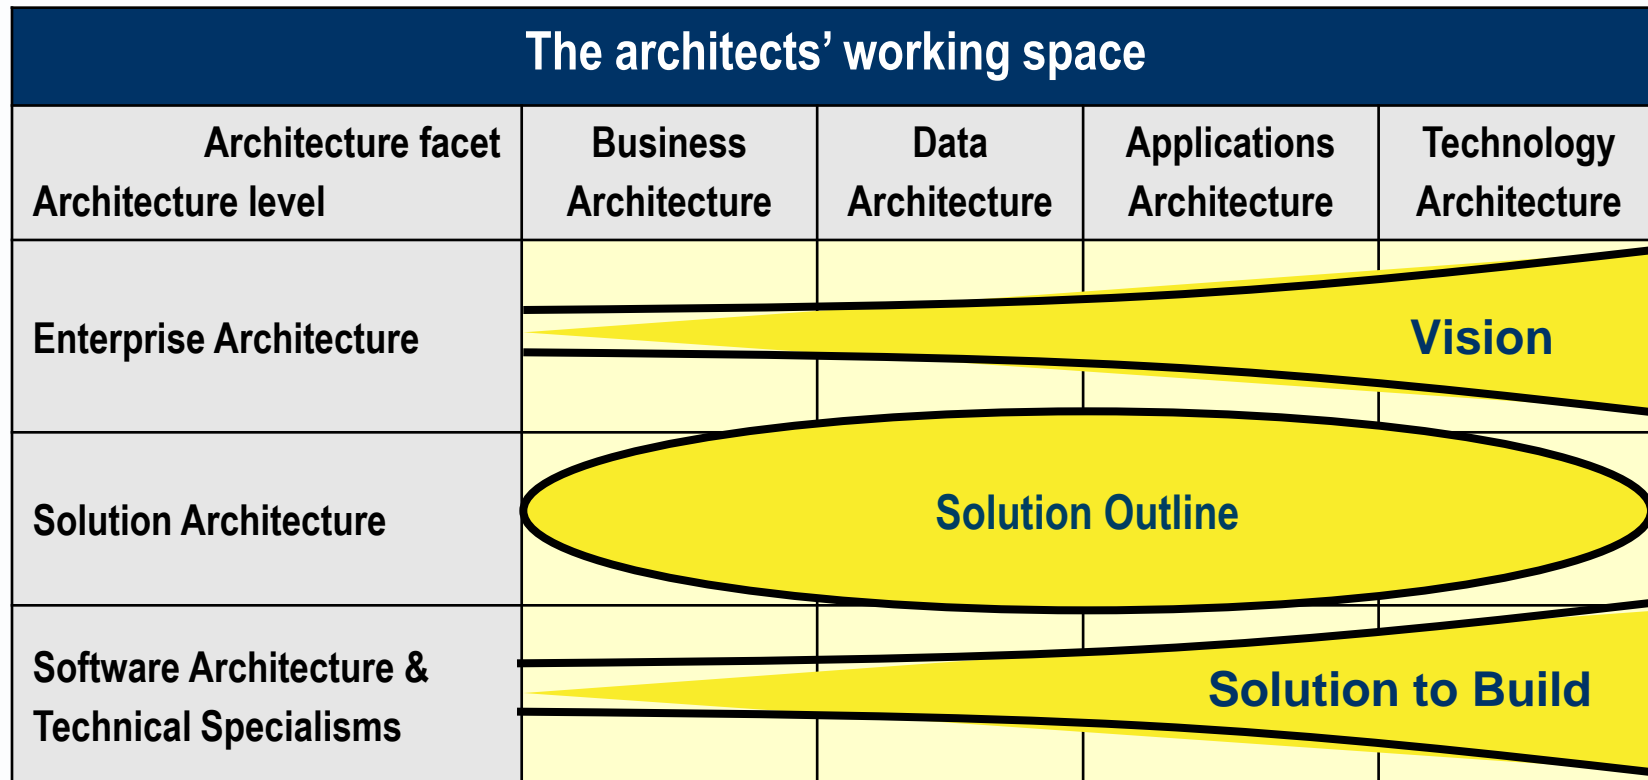 The architects’ working space
Architecture facet
Architecture level
Business
Architecture
Data
Architecture
Applications
Architecture
Technology
Architecture
Enterprise Architecture
Vision
Solution Architecture
Solution Outline
Software Architecture &
Technical Specialisms
Solution to Build